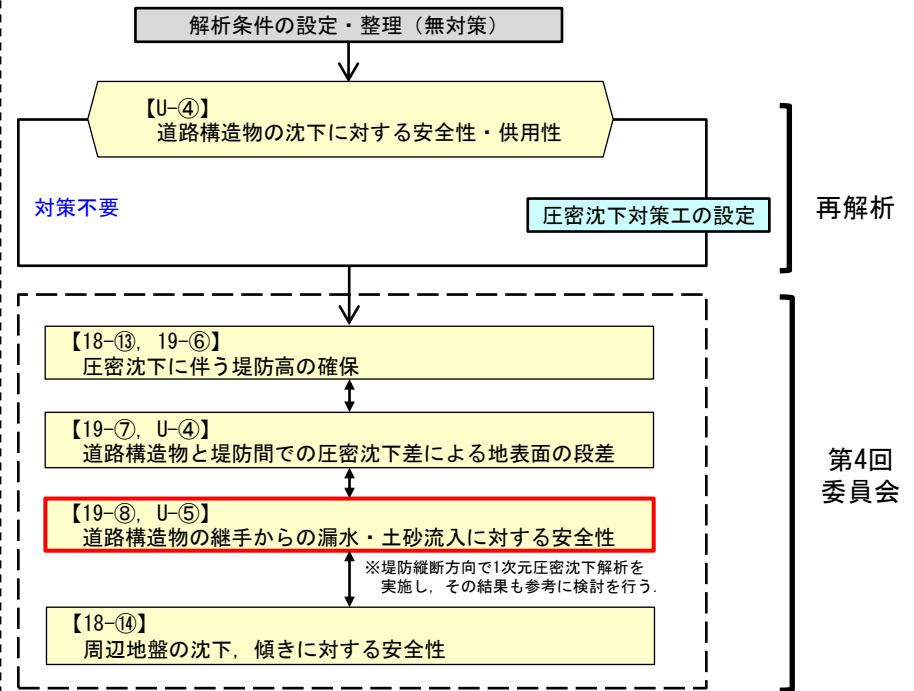 解析条件の設定・整理（無対策）
【U-④】
道路構造物の沈下に対する安全性・供用性
対策不要
圧密沈下対策工の設定
再解析
【18-⑬, 19-⑥】
圧密沈下に伴う堤防高の確保
【19-⑦, U-④】
道路構造物と堤防間での圧密沈下差による地表面の段差
【19-⑧, U-⑤】
道路構造物の継手からの漏水・土砂流入に対する安全性
※堤防縦断方向で1次元圧密沈下解析を
実施し，その結果も参考に検討を行う.
【18-⑭】
周辺地盤の沈下，傾きに対する安全性
第4回
委員会